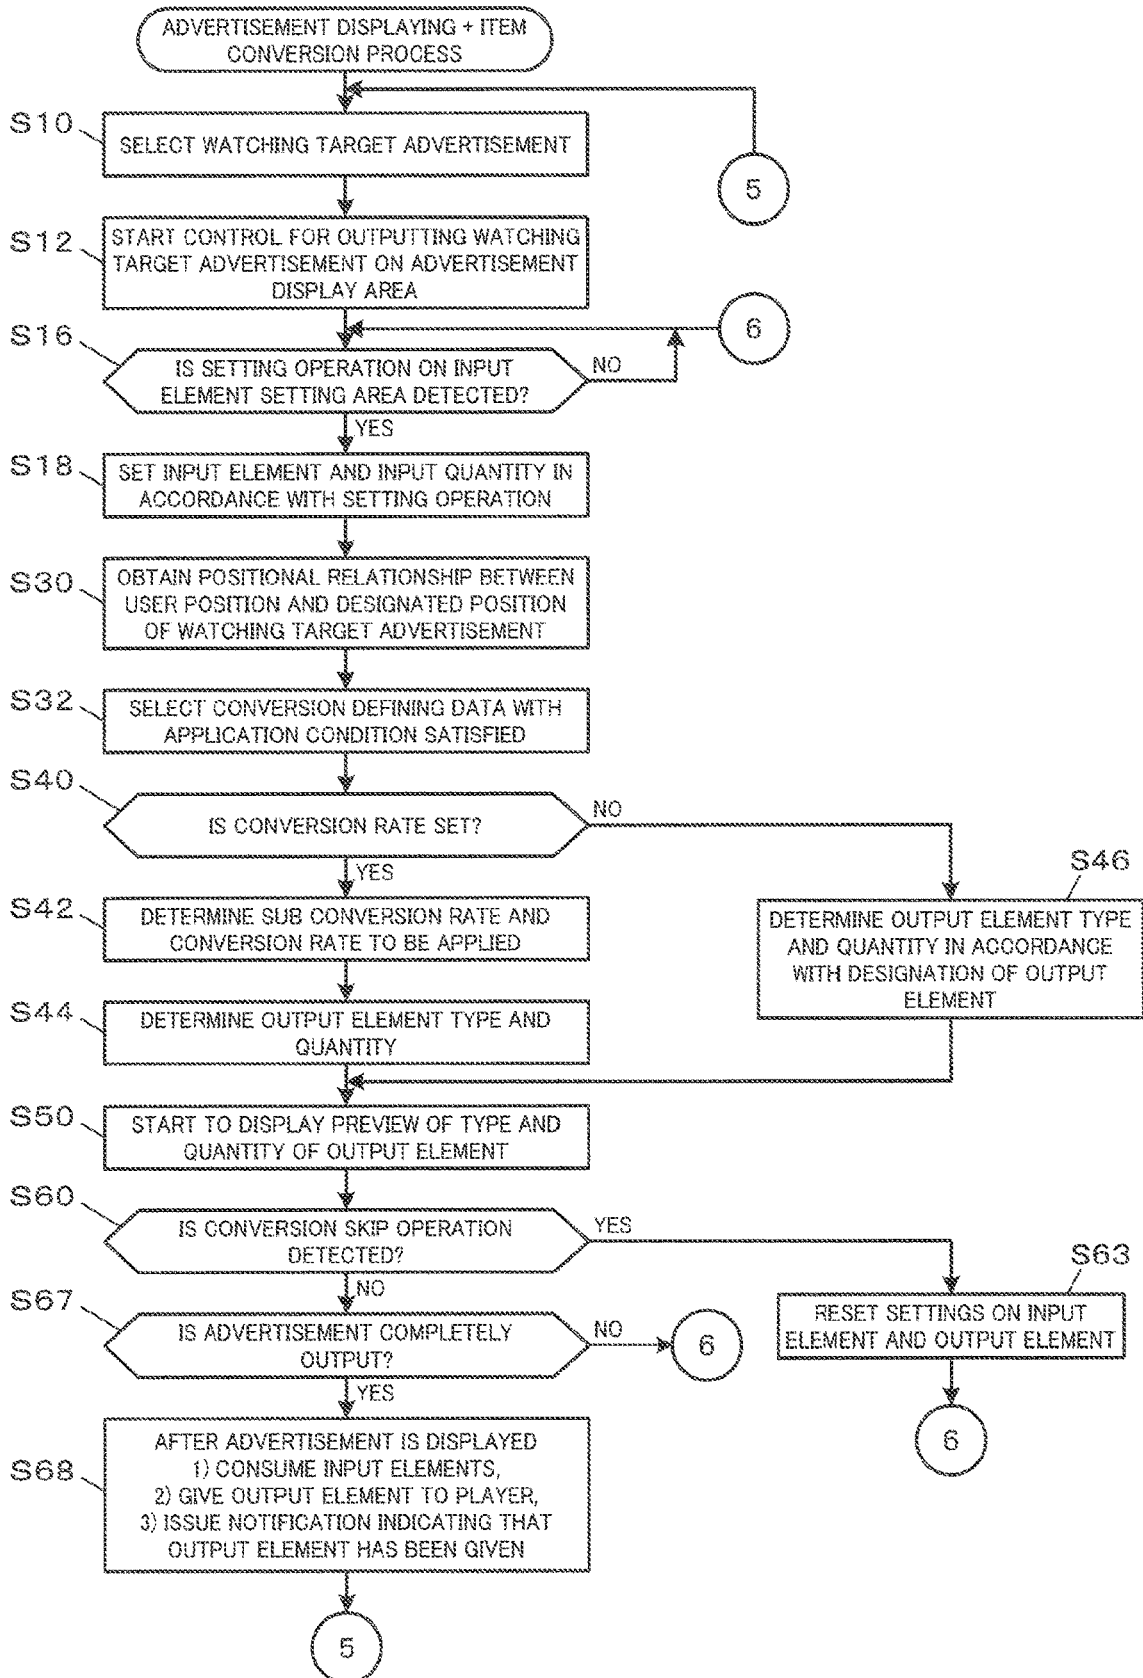 ADVERTISEMENT DISPLAYING + ITEM
CONVERSION PROCESS
S10
SELECT WATCHING TARGET ADVERTISEMENT
5
S12
START CONTROL FOR OUTPUTTING WATCHING
TARGET ADVERTISEMENT ON ADVERTISEMENT
DISPLAY AREA
6
S16
IS SETTING OPERATION ON INPUT
ELEMENT SETTING AREA DETECTED?
NO
YES
S18
SET INPUT ELEMENT AND INPUT QUANTITY IN
ACCORDANCE WITH SETTING OPERATION
S30
OBTAIN POSITIONAL RELATIONSHIP BETWEEN
USER POSITION AND DESIGNATED POSITION
OF WATCHING TARGET ADVERTISEMENT
S32
SELECT CONVERSION DEFINING DATA WITH
APPLICATION CONDITION SATISFIED
S40
IS CONVERSION RATE SET?
NO
YES
S46
DETERMINE OUTPUT ELEMENT TYPE
AND QUANTITY IN ACCORDANCE
WITH DESIGNATION OF OUTPUT
ELEMENT
S42
DETERMINE SUB CONVERSION RATE AND
CONVERSION RATE TO BE APPLIED
S44
DETERMINE OUTPUT ELEMENT TYPE AND
QUANTITY
S50
START TO DISPLAY PREVIEW OF TYPE AND
QUANTITY OF OUTPUT ELEMENT
S60
IS CONVERSION SKIP OPERATION
DETECTED?
YES
NO
S63
RESET SETTINGS ON INPUT
ELEMENT AND OUTPUT ELEMENT
6
S67
IS ADVERTISEMENT COMPLETELY
OUTPUT?
NO
6
YES
S68
AFTER ADVERTISEMENT IS DISPLAYED
1) CONSUME INPUT ELEMENTS,
2) GIVE OUTPUT ELEMENT TO PLAYER,
3) ISSUE NOTIFICATION INDICATING THAT
OUTPUT ELEMENT HAS BEEN GIVEN
5